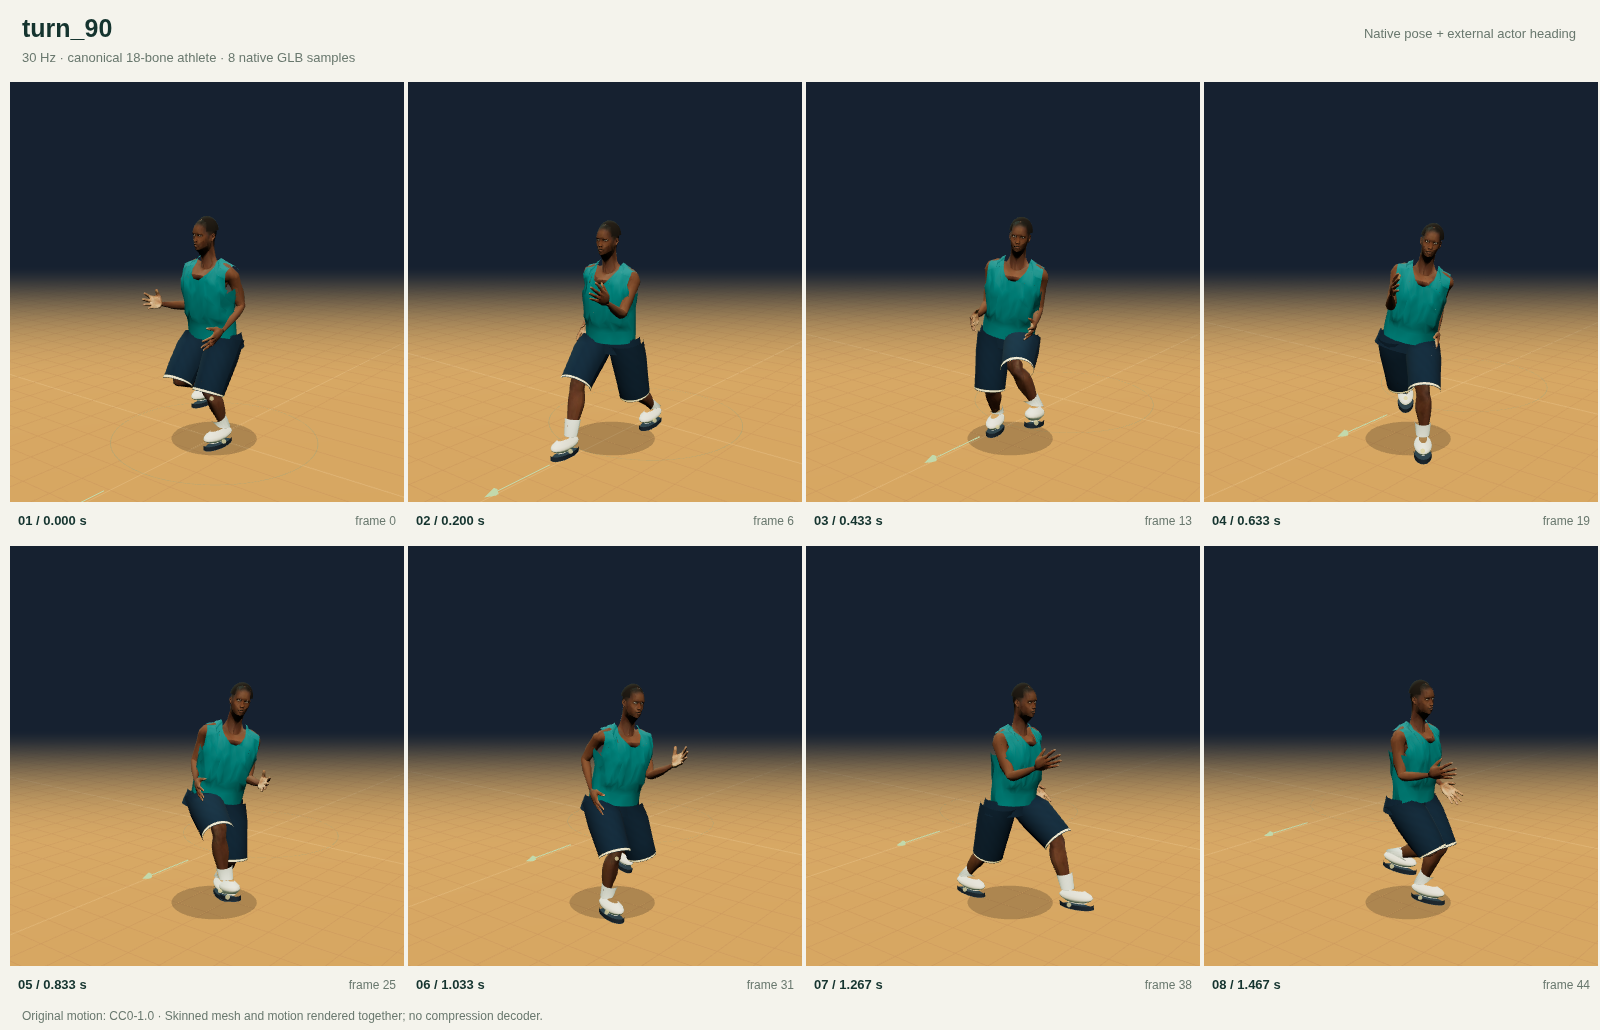 turn_90
Native pose + external actor heading
30 Hz · canonical 18-bone athlete · 8 native GLB samples
01 / 0.000 s frame 0
02 / 0.200 s frame 6
03 / 0.433 s frame 13
04 / 0.633 s frame 19
05 / 0.833 s frame 25
06 / 1.033 s frame 31
07 / 1.267 s frame 38
08 / 1.467 s frame 44
Original motion: CC0-1.0 · Skinned mesh and motion rendered together; no compression decoder.